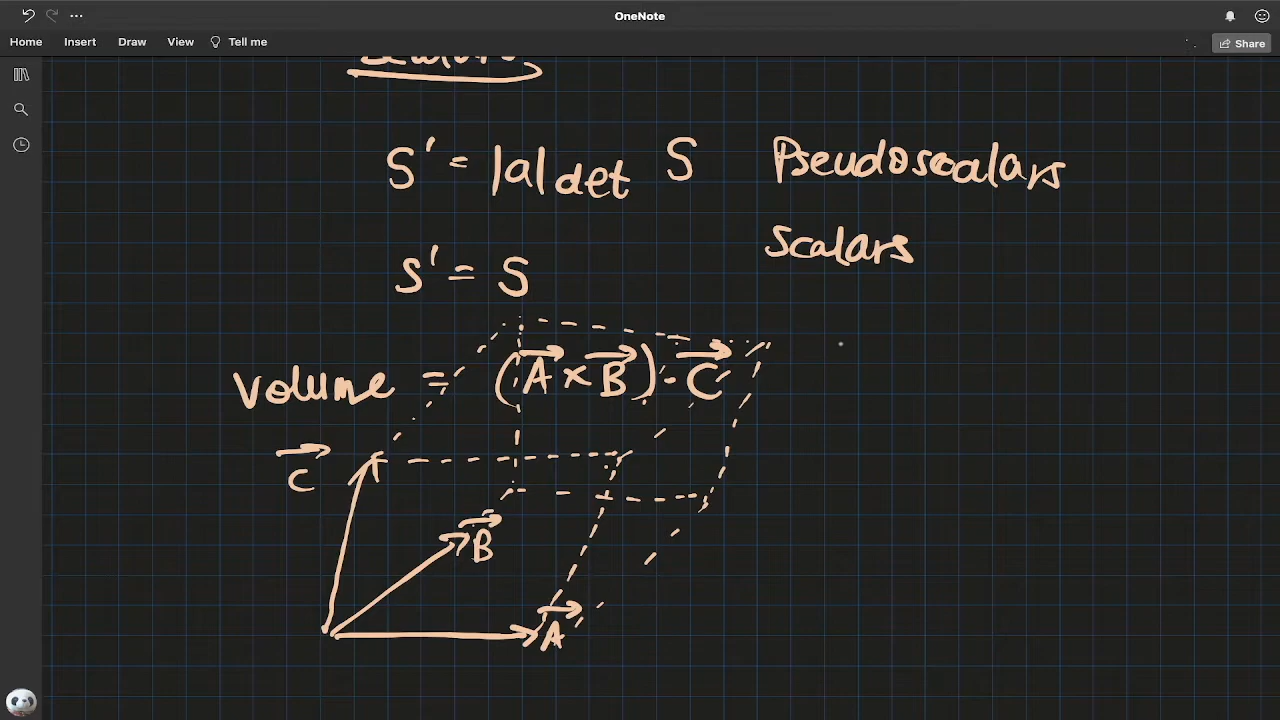 OneNote
Home Insert Draw View Tell me Share
S' = |a| det S Pseudoscalars
Scalars
S' = S
Volume = (A × B) · C
C
B
A